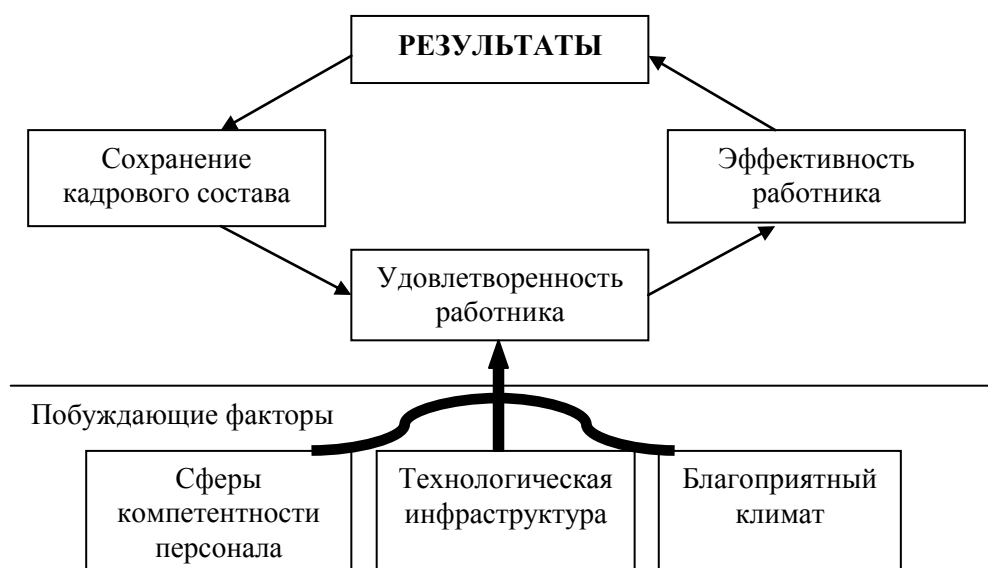 РЕЗУЛЬТАТЫ
Сохранение
кадрового состава
Эффективность
работника
Удовлетворенность
работника
Побуждающие факторы
Сферы
компетентности
персонала
Технологическая
инфраструктура
Благоприятный
климат